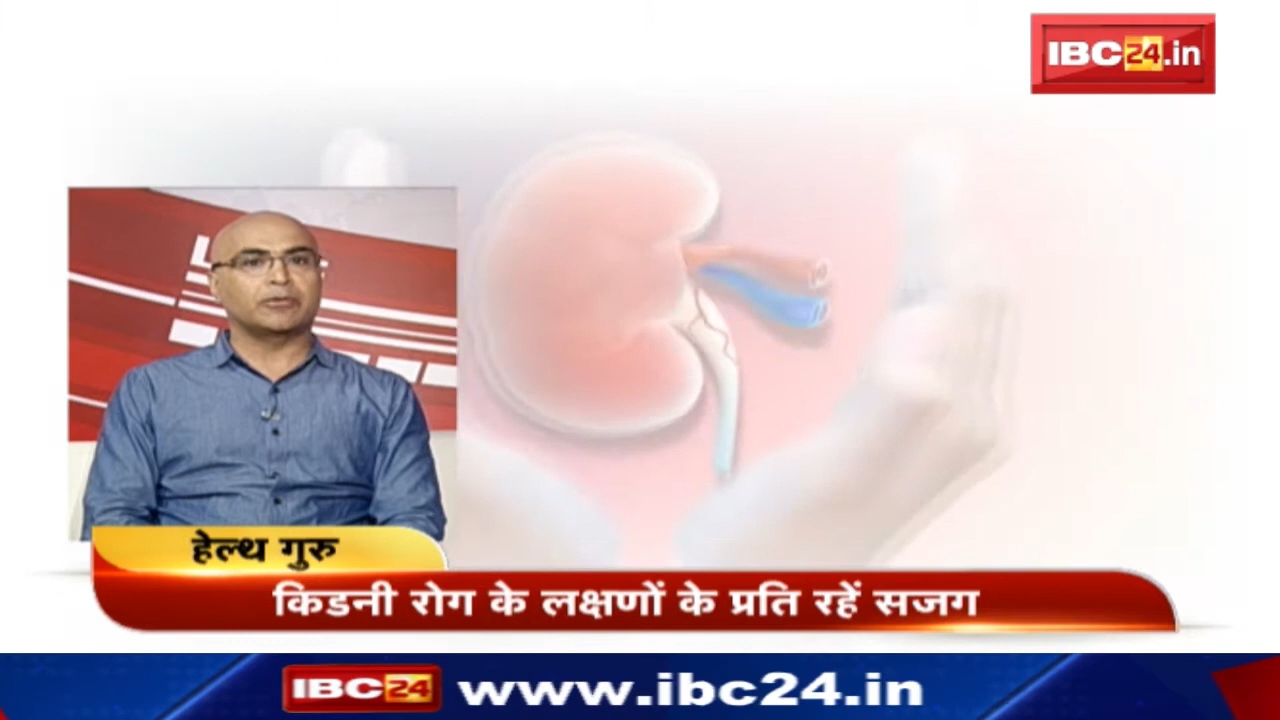 IBC24.in
हेल्थ गुरु
किडनी रोग के लक्षणों के प्रति रहें सजग
IBC24 www.ibc24.in